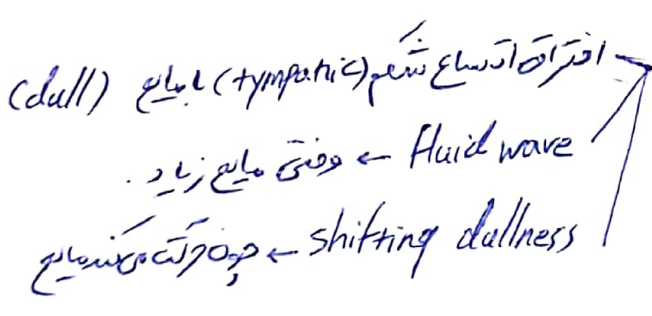 افتراق اتساع شکم (tympanic) با مایع (dull)
Fluid wave ← وقتی مایع زیاد.
shifting dullness ← چون حرکت می‌کند مایع